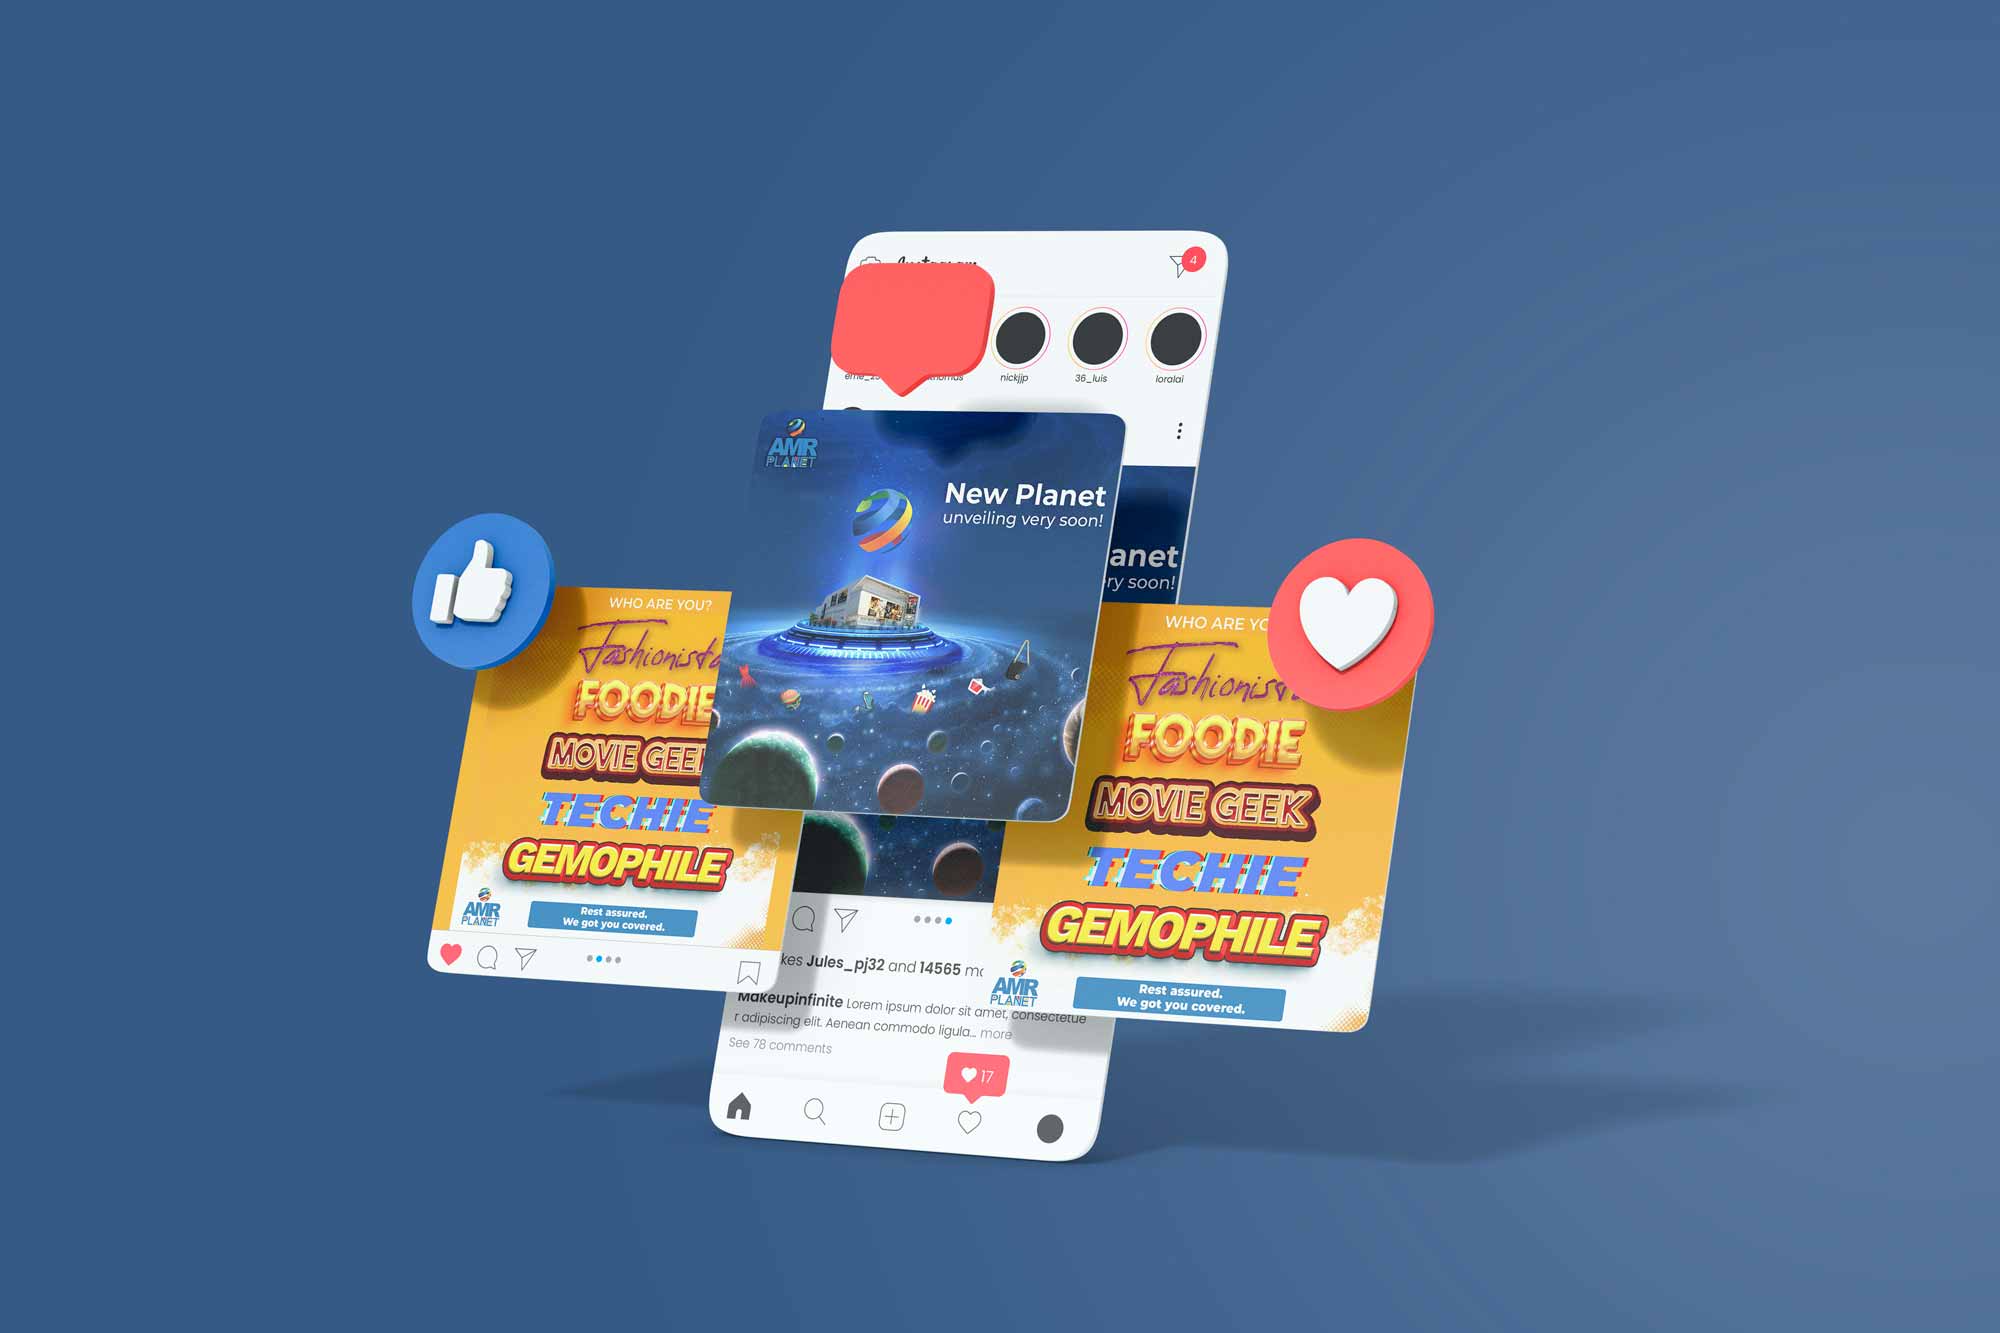 Instagram
4
nickjjp
36_luis
loralai
AMR
PLANET
New Planet
unveiling very soon!
anet
ry soon!
WHO ARE YOU?
Fashionista
FOODIE
MOVIE GEE
TECHIE
GEMOPHILE
AMR
PLANET
Rest assured.
We got you covered.
WHO ARE YO
Fashionista
FOODIE
MOVIE GEEK
TECHIE
GEMOPHILE
AMR
PLANET
Rest assured.
We got you covered.
kes Jules_pj32 and 14565 mo
Makeupinfinite Lorem ipsum dolor sit amet, consectetue
r adipiscing elit. Aenean commodo ligula... more
See 78 comments
17